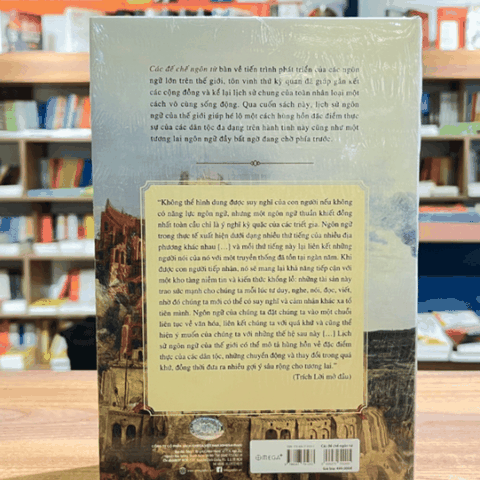 Các đế chế ngôn từ bàn về tiến trình phát triển của các ngôn
ngữ lớn trên thế giới, tôn vinh thứ kỳ quan đã giúp gắn kết
các cộng đồng và kể lại lịch sử chung của toàn nhân loại một
cách vô cùng sống động. Qua cuốn sách này, lịch sử ngôn
ngữ của thế giới giúp hé lộ một cách hùng hồn đặc điểm thực
sự của các dân tộc đa dạng trên hành tinh này cũng như một
tương lai ngôn ngữ đầy bất ngờ đang chờ phía trước.
“Không thể hình dung được suy nghĩ của con người nếu không
có năng lực ngôn ngữ, nhưng một ngôn ngữ thuần khiết đồng
nhất toàn cầu chỉ là ý nghĩ kỳ quặc của các triết gia. Ngôn ngữ
trong thực tế xuất hiện dưới dạng nhiều thứ tiếng của nhiều địa
phương khác nhau [...] và mỗi thứ tiếng này lại liên kết những
người nói của nó với một truyền thống đã tồn tại ngàn năm. Khi
được con người tiếp nhận, nó sẽ mang lại khả năng tiếp cận với
một kho tàng niềm tin và kiến thức khổng lồ: những tài sản này
trao sức mạnh cho chúng ta mỗi lúc tư duy, nghe, nói, đọc, viết,
nhờ đó chúng ta mới có thể có suy nghĩ và cảm nhận khác xa tổ
tiên mình. Ngôn ngữ của chúng ta đặt chúng ta vào một chuỗi
liên tục về văn hóa, liên kết chúng ta với quá khứ và cũng thể
hiện ý muốn của chúng ta với những thế hệ sau này [...] Lịch
sử ngôn ngữ của thế giới có thể mô tả hùng hồn về đặc điểm
thực của các dân tộc, những chuyển động và thay đổi trong quá
khứ, đồng thời đưa ra nhiều gợi ý sâu rộng cho tương lai.”
(Trích Lời mở đầu)
OMEGA+
Các đế chế ngôn từ